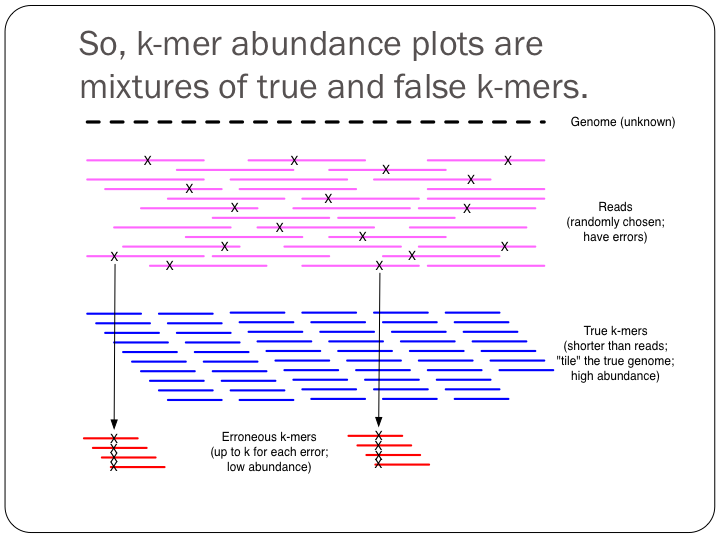 So, k-mer abundance plots are
mixtures of true and false k-mers.
Genome (unknown)
X X X
X
X
X
X
X X
X
X
X X
X X
X X
Reads
(randomly chosen;
have errors)
True k-mers
(shorter than reads;
"tile" the true genome;
high abundance)
Erroneous k-mers
(up to k for each error;
low abundance)
X X
X X
X X
X X